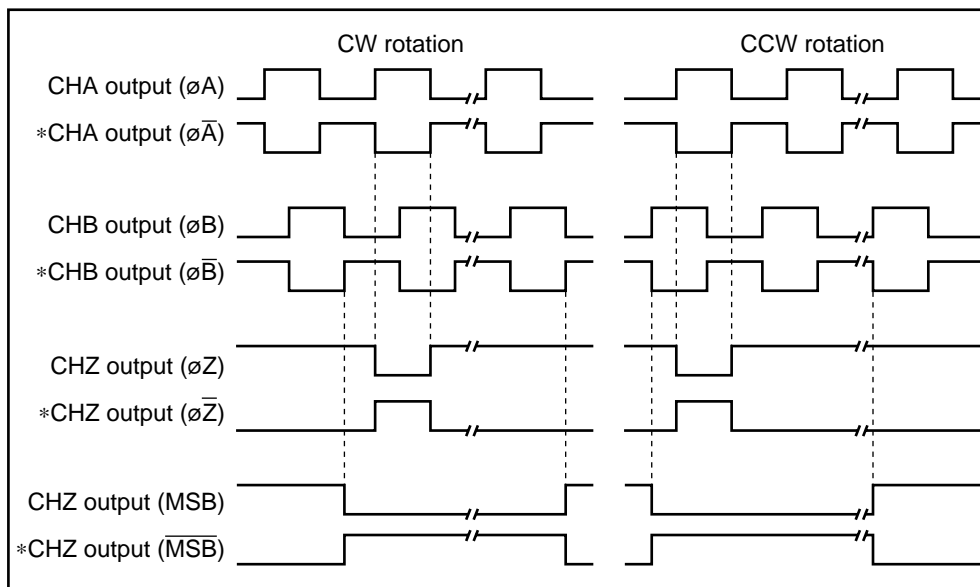 CW rotation
CCW rotation
CHA output (øA)
*CHA output (øA̅)
CHB output (øB)
*CHB output (øB̅)
CHZ output (øZ)
*CHZ output (øZ̅)
CHZ output (MSB)
*CHZ output (M̅S̅B̅)